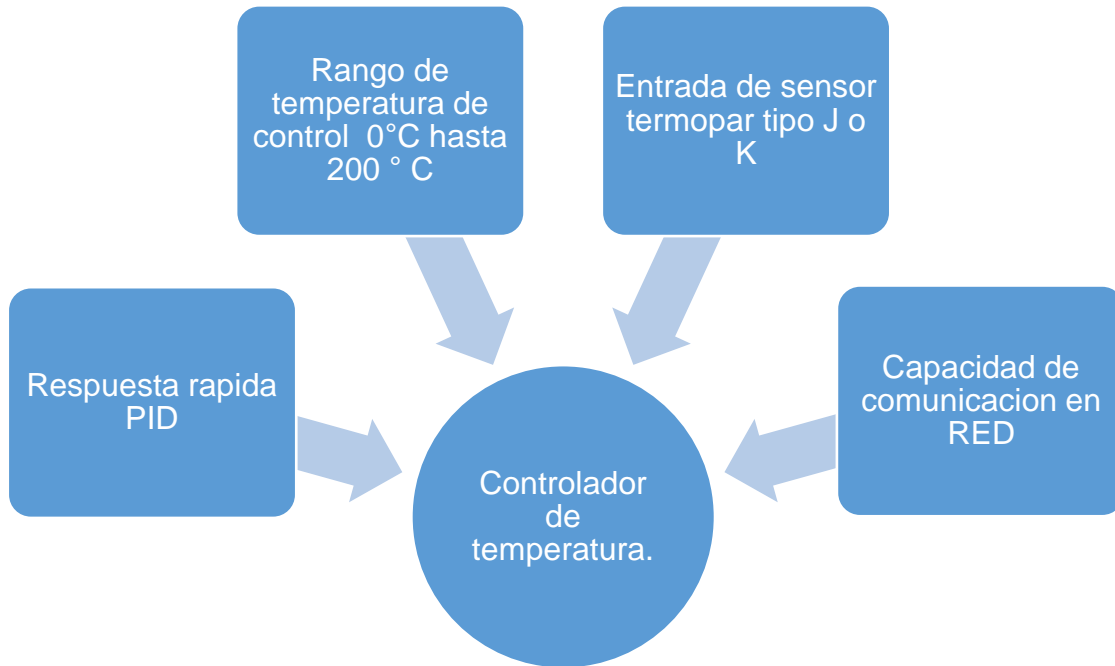 Rango de
temperatura de
control 0°C hasta
200 ° C
Entrada de sensor
termopar tipo J o
K
Respuesta rapida
PID
Capacidad de
comunicacion en
RED
Controlador
de
temperatura.